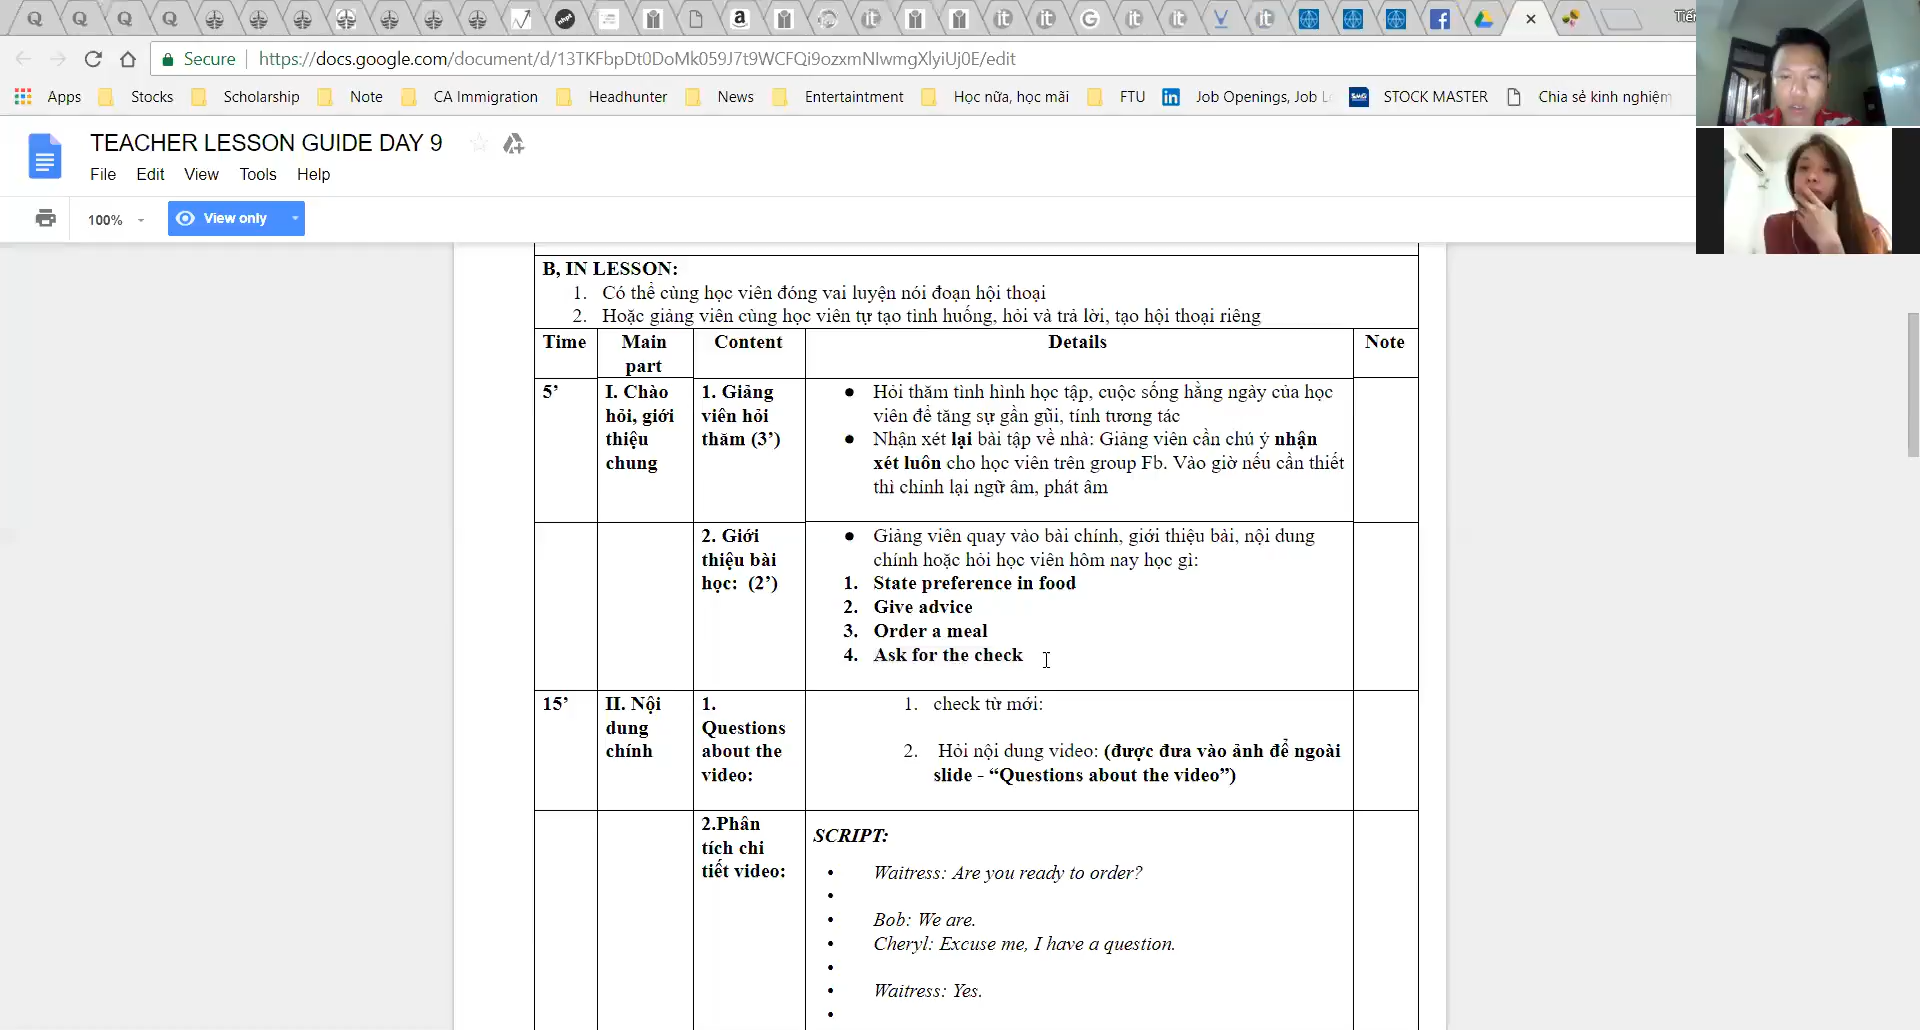 Secure
https://docs.google.com/document/d/13TKFbpDt0DoMk059J7t9WCFQi9ozxmNIwmgXlyiUj0E/edit
Apps Stocks Scholarship Note CA Immigration Headhunter News Entertaintment Học nữa, học mãi FTU Job Openings, Job STOCK MASTER Chia sẻ kinh nghiệm
TEACHER LESSON GUIDE DAY 9
File Edit View Tools Help
100% View only
B, IN LESSON:
1. Có thể cùng học viên đóng vai luyện nói đoạn hội thoại
2. Hoặc giảng viên cùng học viên tự tạo tình huống, hỏi và trả lời, tạo hội thoại riêng
Time Main part Content Details Note
5’
I. Chào hỏi, giới thiệu chung
1. Giảng viên hỏi thăm (3’)
● Hỏi thăm tình hình học tập, cuộc sống hằng ngày của học
viên để tăng sự gần gũi, tính tương tác
● Nhận xét lại bài tập về nhà: Giảng viên cần chú ý nhận
xét luôn cho học viên trên group Fb. Vào giờ nếu cần thiết
thì chỉnh lại ngữ âm, phát âm
2. Giới thiệu bài học: (2’)
● Giảng viên quay vào bài chính, giới thiệu bài, nội dung
chính hoặc hỏi học viên hôm nay học gì:
1. State preference in food
2. Give advice
3. Order a meal
4. Ask for the check
15’
II. Nội dung chính
1. Questions about the video:
1. check từ mới:
2. Hỏi nội dung video: (được đưa vào ảnh để ngoài
slide - “Questions about the video”)
2.Phân tích chi tiết video:
SCRIPT:
• Waitress: Are you ready to order?
•
• Bob: We are.
• Cheryl: Excuse me, I have a question.
•
• Waitress: Yes.
•